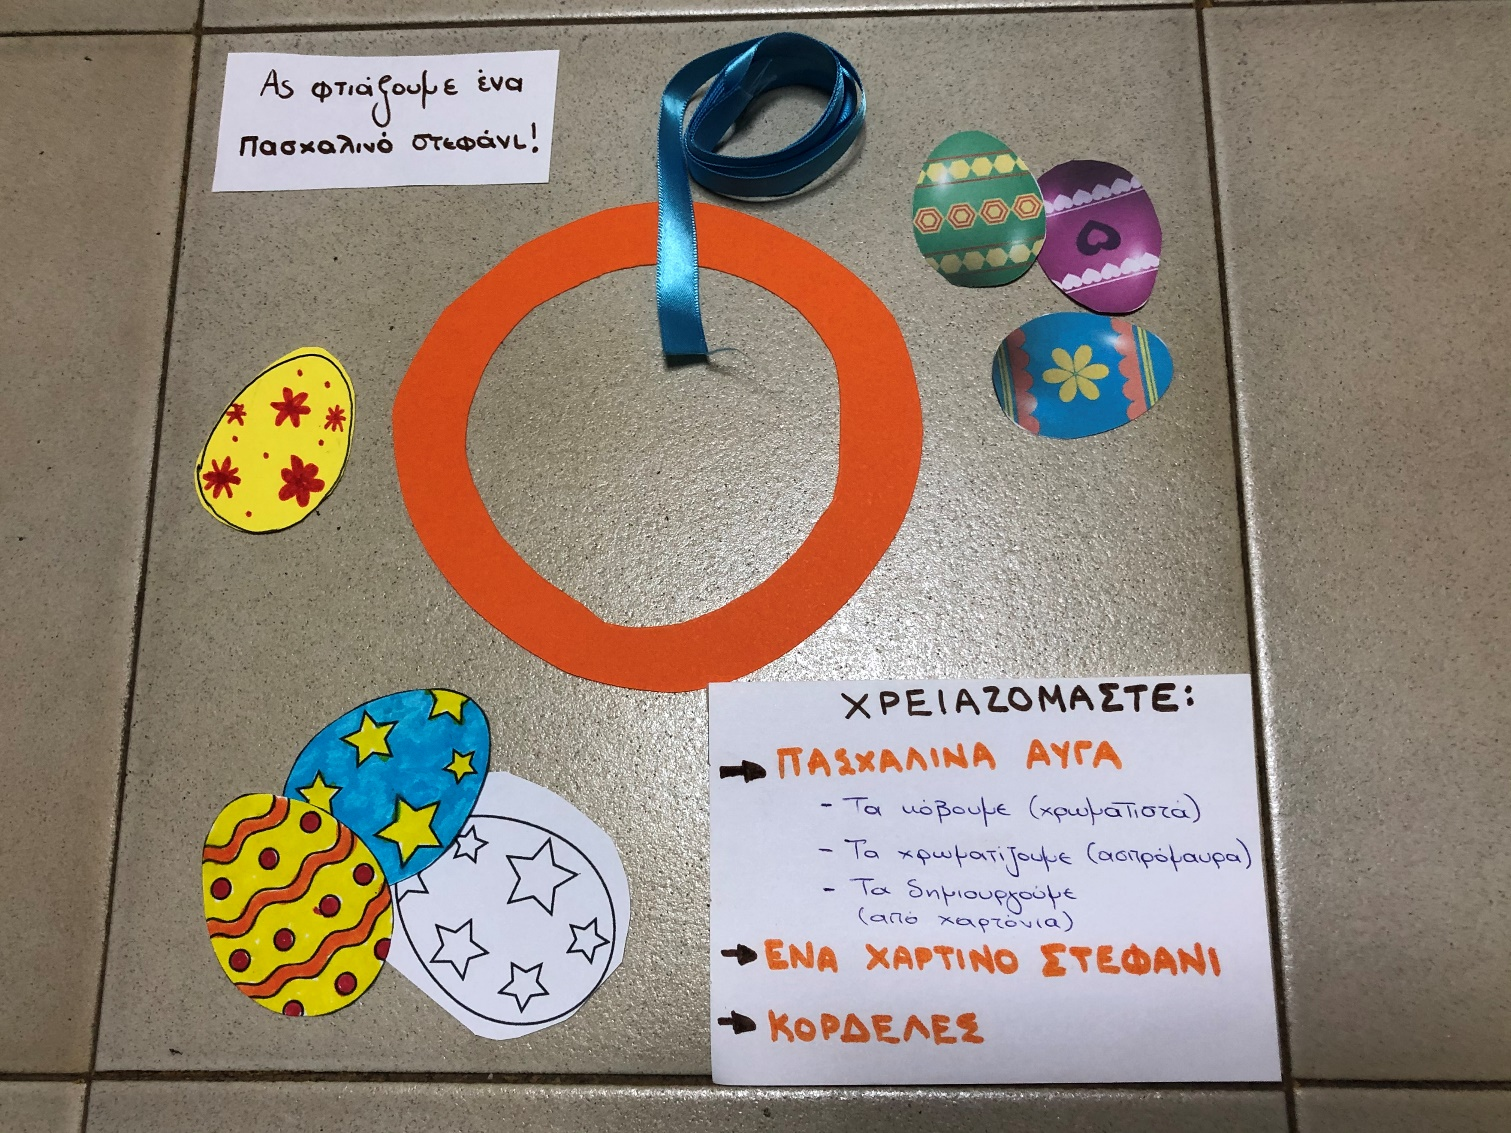 Ας φτιάξουμε ένα
Πασχαλινό στεφάνι!
ΧΡΕΙΑΖΟΜΑΣΤΕ:
➡ ΠΑΣΧΑΛΙΝΑ ΑΥΓΑ
- Τα κόβουμε (χρωματιστά)
- Τα χρωματίζουμε (ασπρόμαυρα)
- Τα δημιουργούμε
(από χαρτόνια)
➡ ΕΝΑ ΧΑΡΤΙΝΟ ΣΤΕΦΑΝΙ
➡ ΚΟΡΔΕΛΕΣ